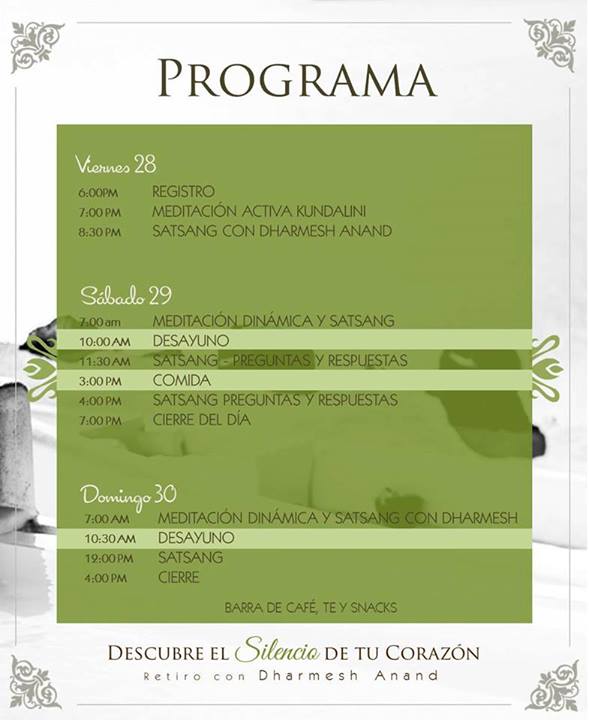 PROGRAMA
Viernes 28
6:00PM REGISTRO
7:00 PM MEDITACIÓN ACTIVA KUNDALINI
8:30 PM SATSANG CON DHARMESH ANAND
Sábado 29
7:00 am MEDITACIÓN DINÁMICA Y SATSANG
10:00 AM DESAYUNO
11:30 AM SATSANG - PREGUNTAS Y RESPUESTAS
3:00 PM COMIDA
4:00 PM SATSANG PREGUNTAS Y RESPUESTAS
7:00 PM CIERRE DEL DÍA
Domingo 30
7:00 AM MEDITACIÓN DINÁMICA Y SATSANG CON DHARMESH
10:30 AM DESAYUNO
12:00 PM SATSANG
4:00 PM CIERRE
BARRA DE CAFÉ, TE Y SNACKS
DESCUBRE EL Silencio DE TU CORAZÓN
Retiro con Dharmesh Anand